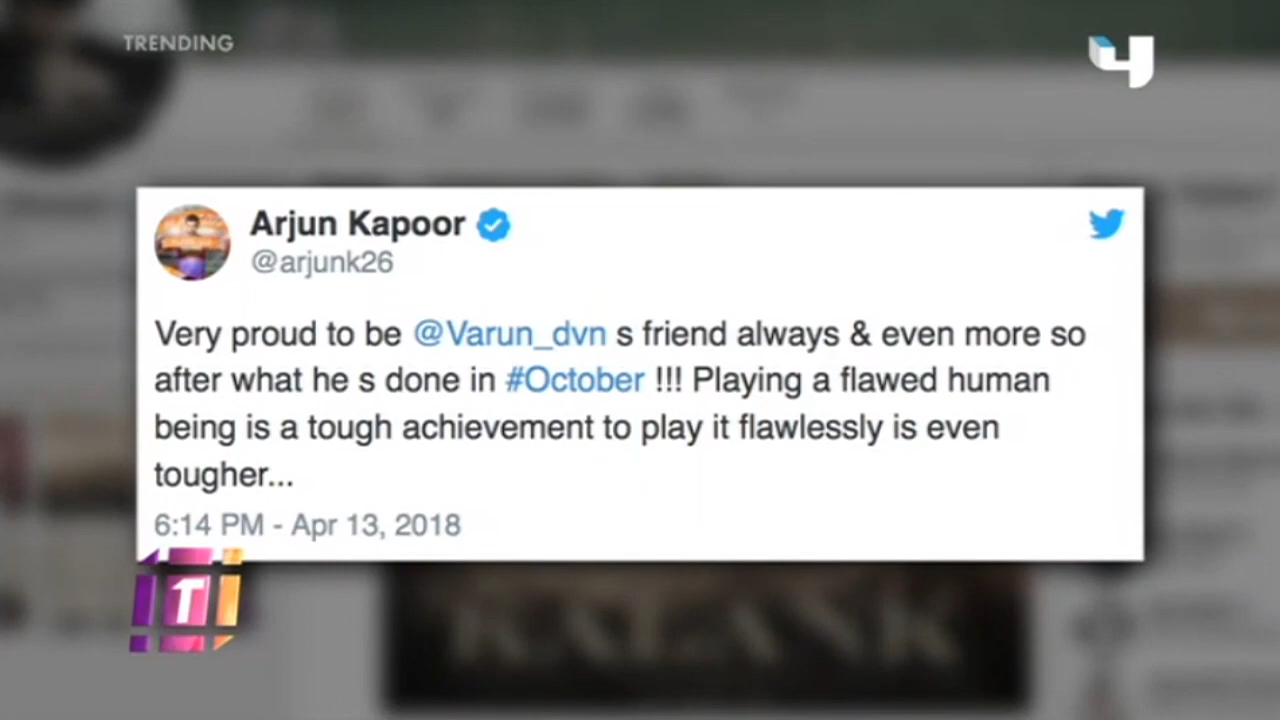 TRENDING
4
Arjun Kapoor
@arjunk26
Very proud to be @Varun_dvn s friend always & even more so
after what he s done in #October !!! Playing a flawed human
being is a tough achievement to play it flawlessly is even
tougher...
6:14 PM - Apr 13, 2018
T
KALANK